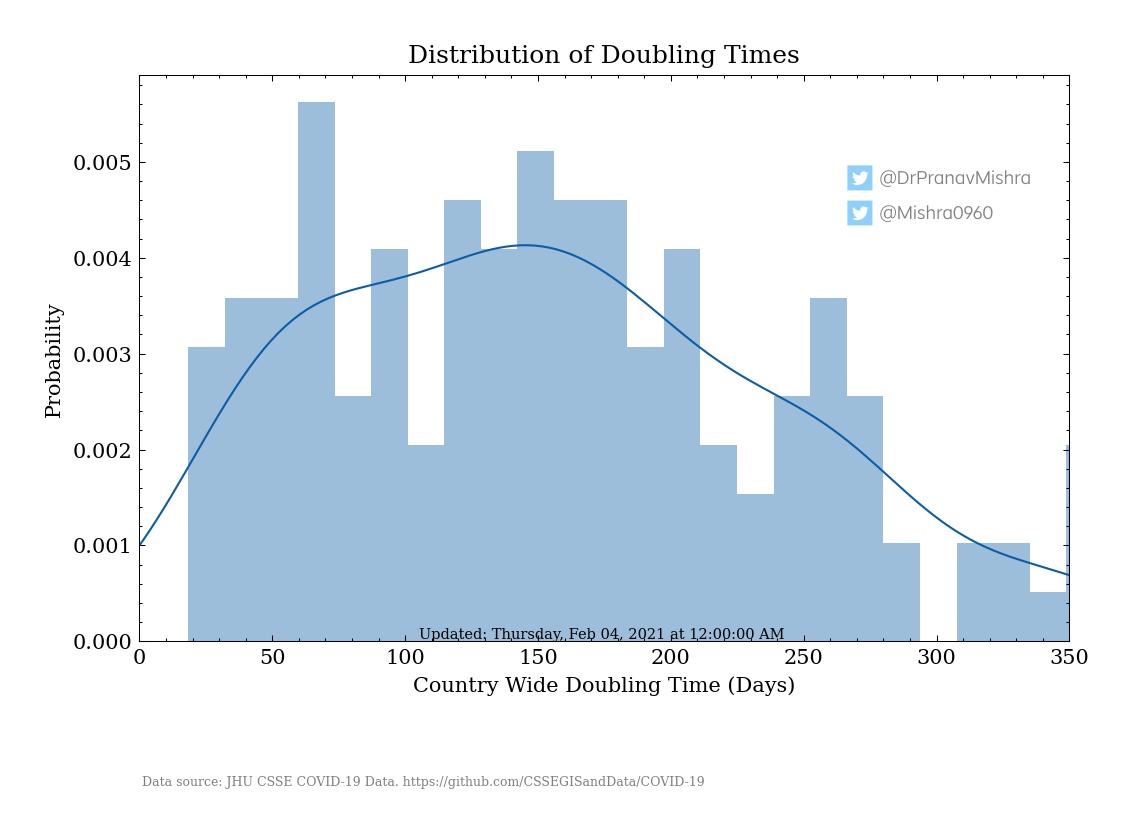 Distribution of Doubling Times
0.005
0.004
0.003
0.002
0.001
0.000
Probability
@DrPranavMishra
@Mishra0960
Updated: Thursday, Feb 04, 2021 at 12:00:00 AM
0 50 100 150 200 250 300 350
Country Wide Doubling Time (Days)
Data source: JHU CSSE COVID-19 Data. https://github.com/CSSEGISandData/COVID-19